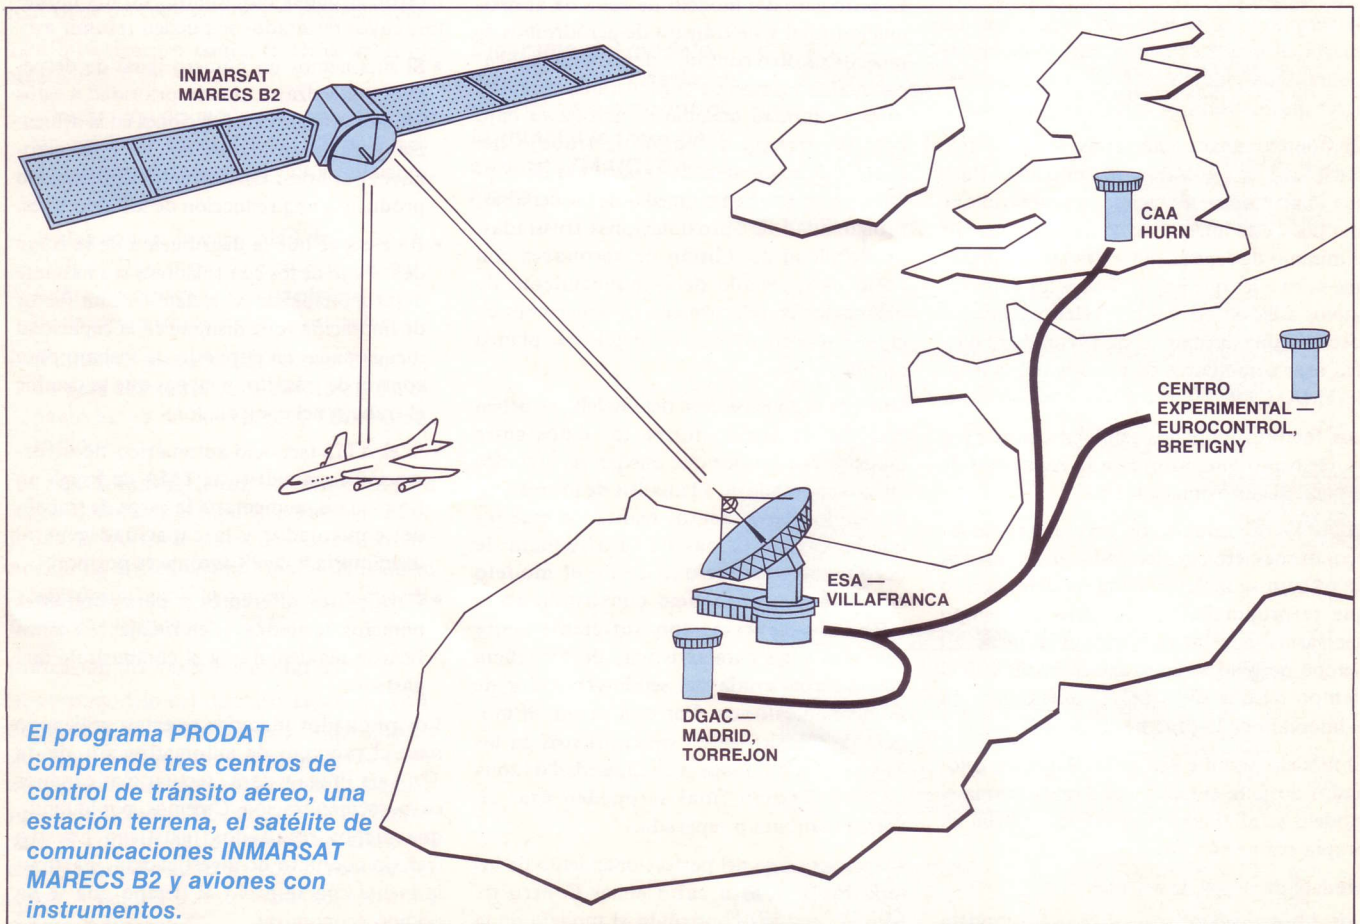 INMARSAT
MARECS B2
CAA
HURN
CENTRO
EXPERIMENTAL —
EUROCONTROL,
BRETIGNY
ESA —
VILLAFRANCA
DGAC —
MADRID,
TORREJON
El programa PRODAT
comprende tres centros de
control de tránsito aéreo, una
estación terrena, el satélite de
comunicaciones INMARSAT
MARECS B2 y aviones con
instrumentos.